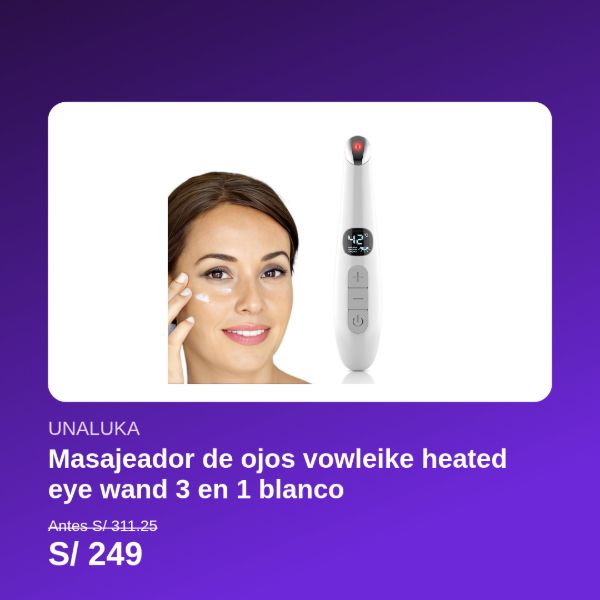 42°
UNALUKA
Masajeador de ojos vowleike heated
eye wand 3 en 1 blanco
Antes S/ 311.25
S/ 249